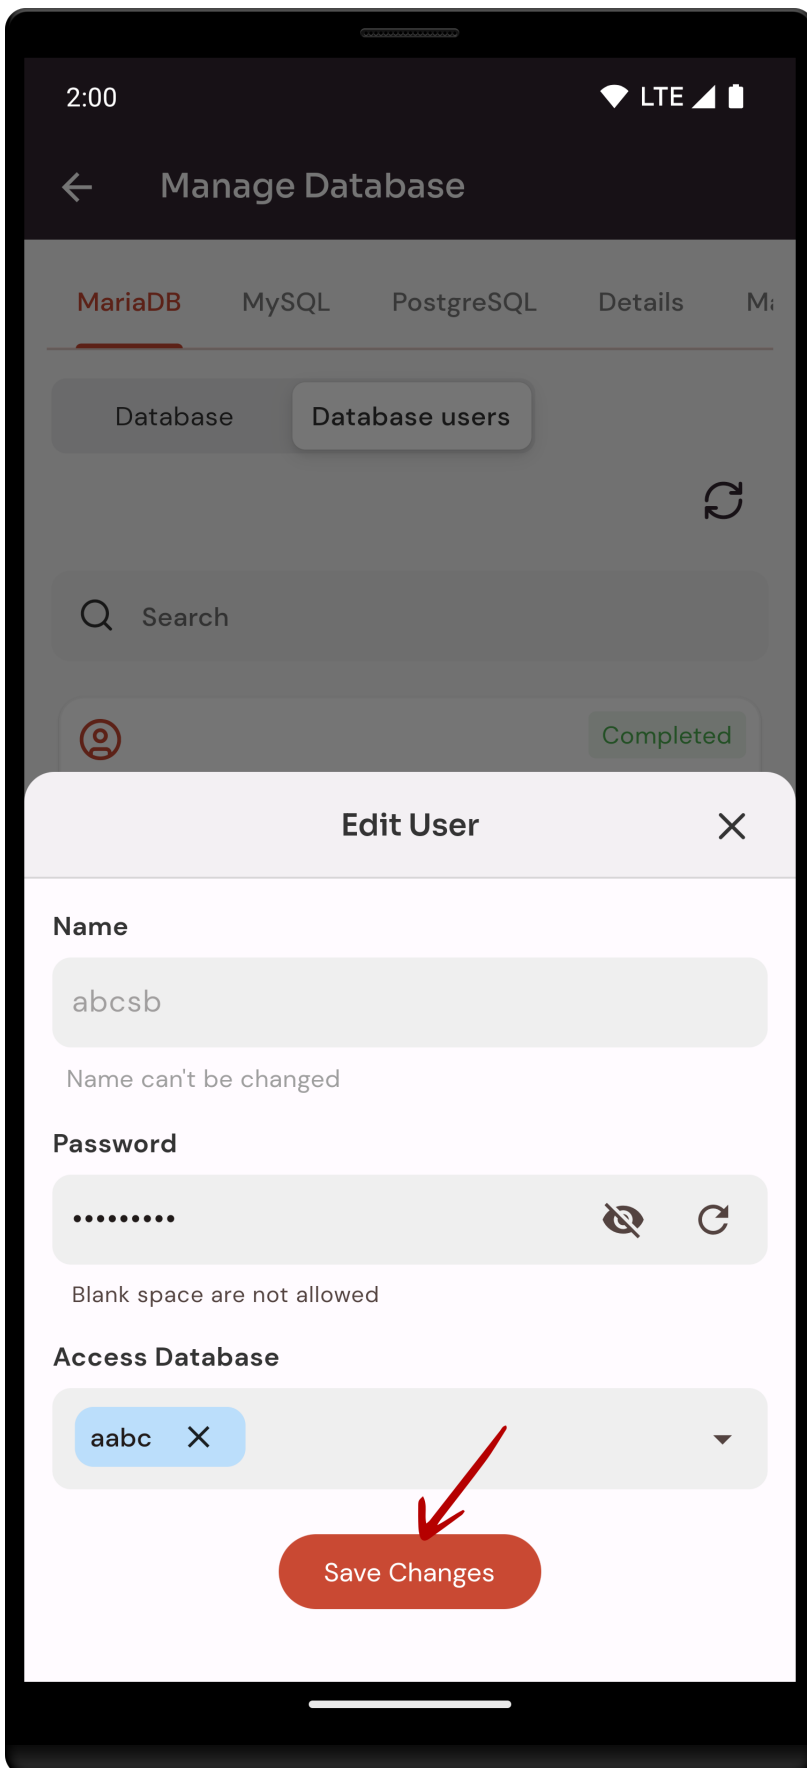 2:00 LTE
Manage Database
MariaDB MySQL PostgreSQL Details
Database Database users
Search
Completed
Edit User
Name
abcsb
Name can't be changed
Password
•••••••••
Blank space are not allowed
Access Database
aabc
Save Changes